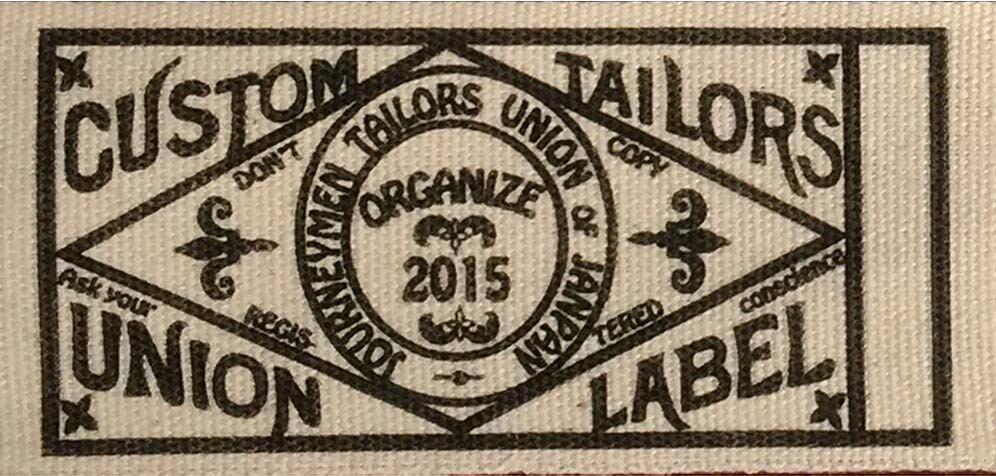 CUSTOM TAILORS
DON'T COPY
JOURNEYMEN TAILORS UNION OF JANPAN
ORGANIZE
2015
Ask your conscience
REGIS. TERED
UNION LABEL